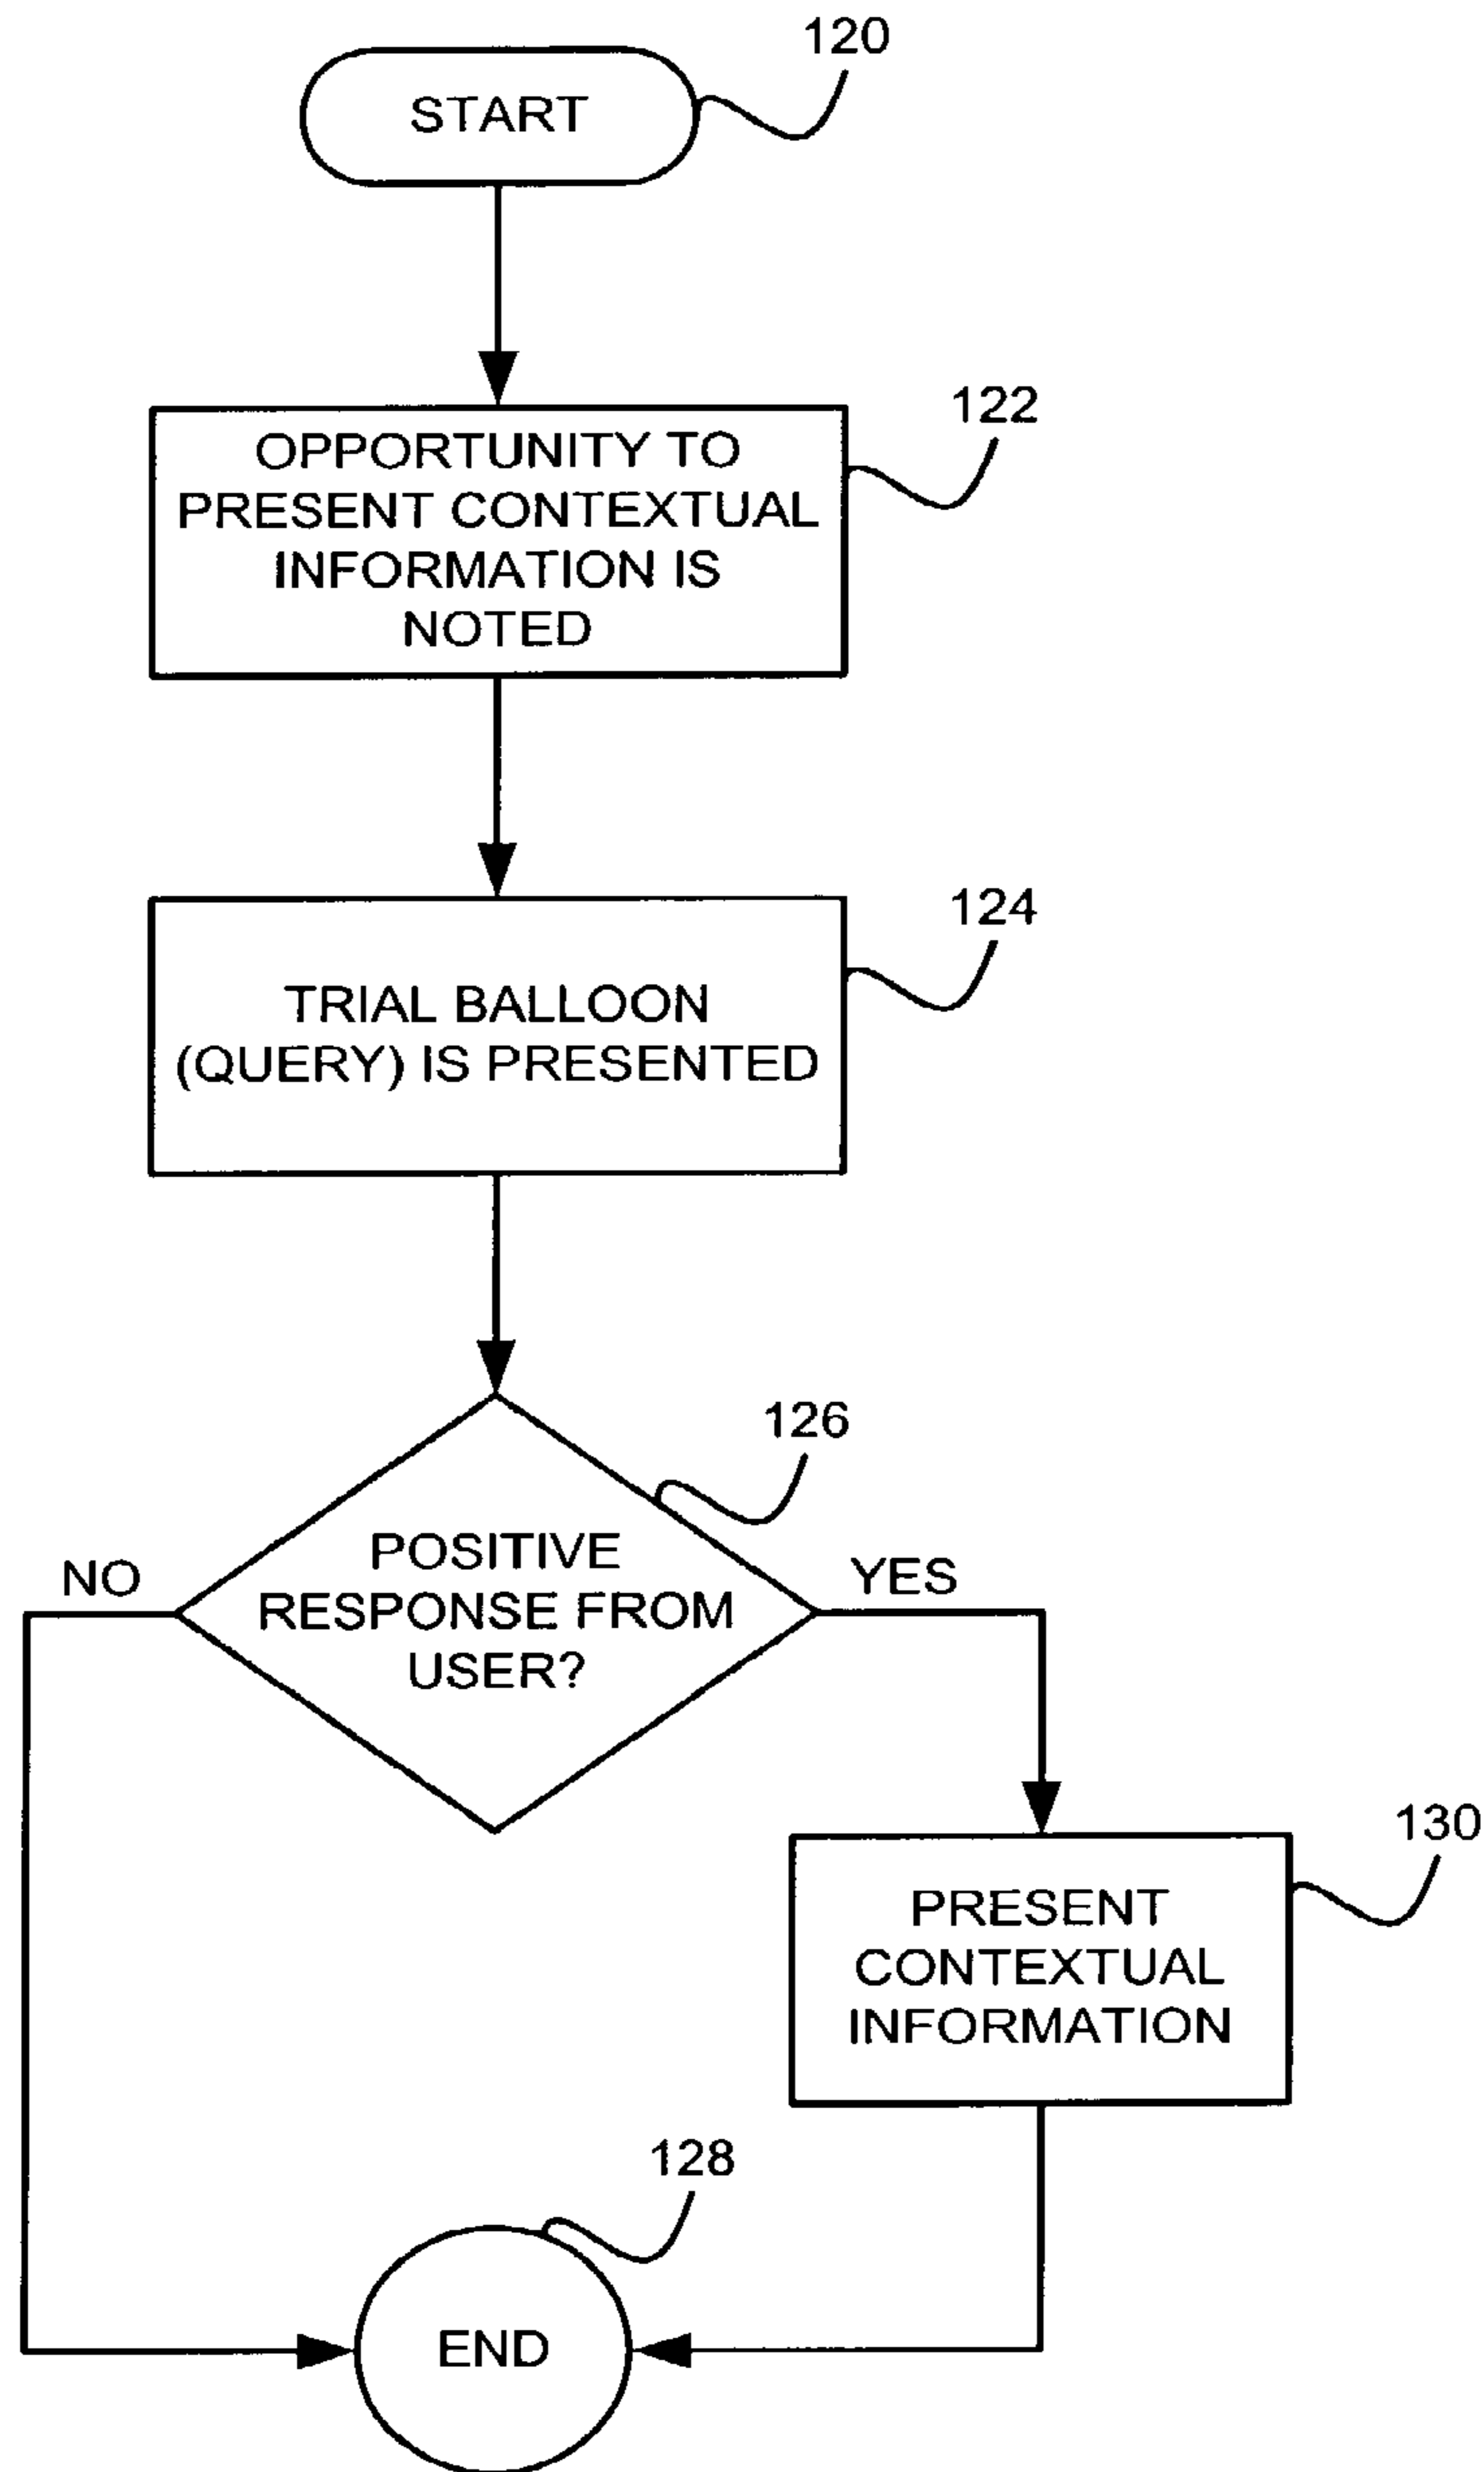 120
START
122
OPPORTUNITY TO
PRESENT CONTEXTUAL
INFORMATION IS
NOTED
124
TRIAL BALLOON
(QUERY) IS PRESENTED
126
POSITIVE
RESPONSE FROM
USER?
NO
YES
130
PRESENT
CONTEXTUAL
INFORMATION
128
END